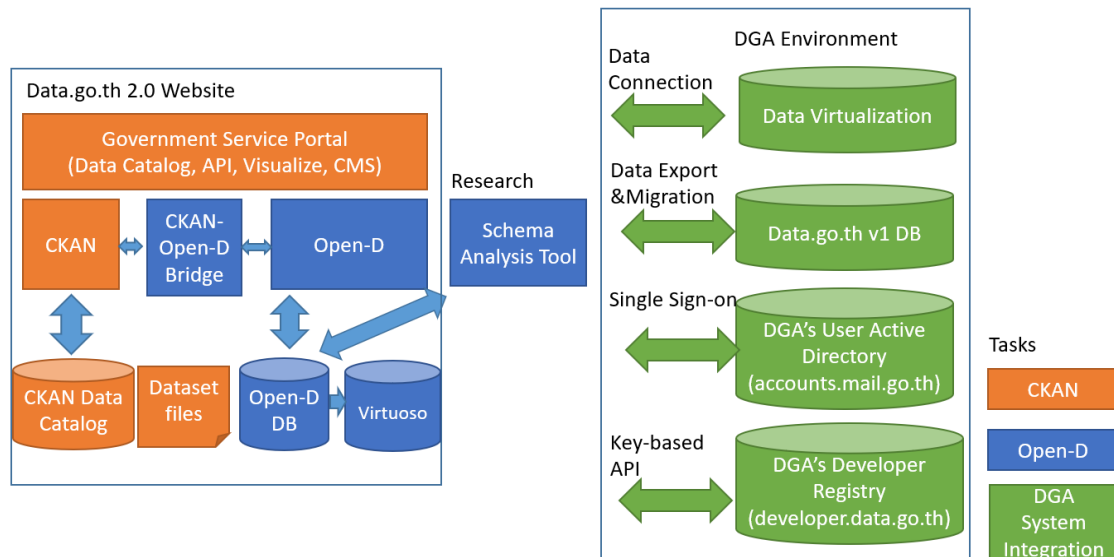 Data.go.th 2.0 Website
Government Service Portal
(Data Catalog, API, Visualize, CMS)
CKAN
CKAN-
Open-D
Bridge
Open-D
CKAN Data
Catalog
Dataset
files
Open-D
DB
Virtuoso
Research
Schema
Analysis Tool
DGA Environment
Data
Connection
Data Virtualization
Data Export
&Migration
Data.go.th v1 DB
Single Sign-on
DGA's User Active
Directory
(accounts.mail.go.th)
Key-based
API
DGA's Developer
Registry
(developer.data.go.th)
Tasks
CKAN
Open-D
DGA
System
Integration